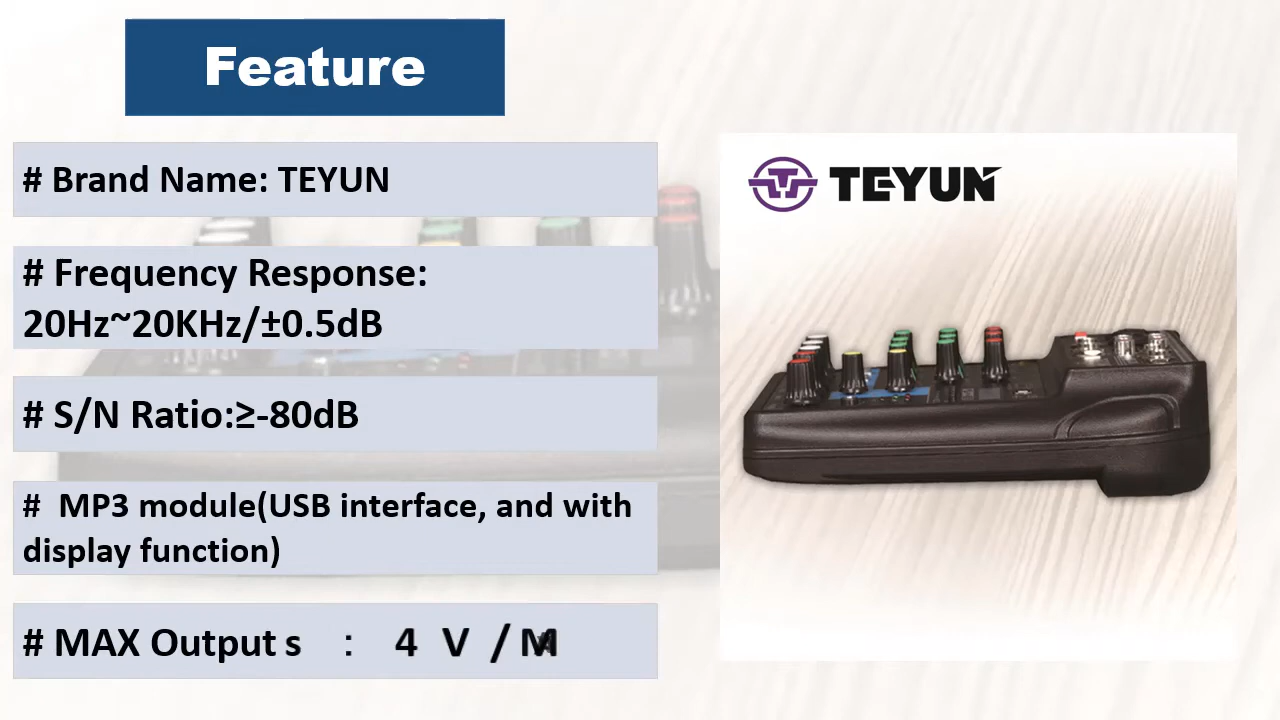 Feature
# Brand Name: TEYUN
# Frequency Response:
20Hz~20KHz/±0.5dB
# S/N Ratio:≥-80dB
# MP3 module(USB interface, and with
display function)
# MAX Outputs : 4 V /
TEYUN